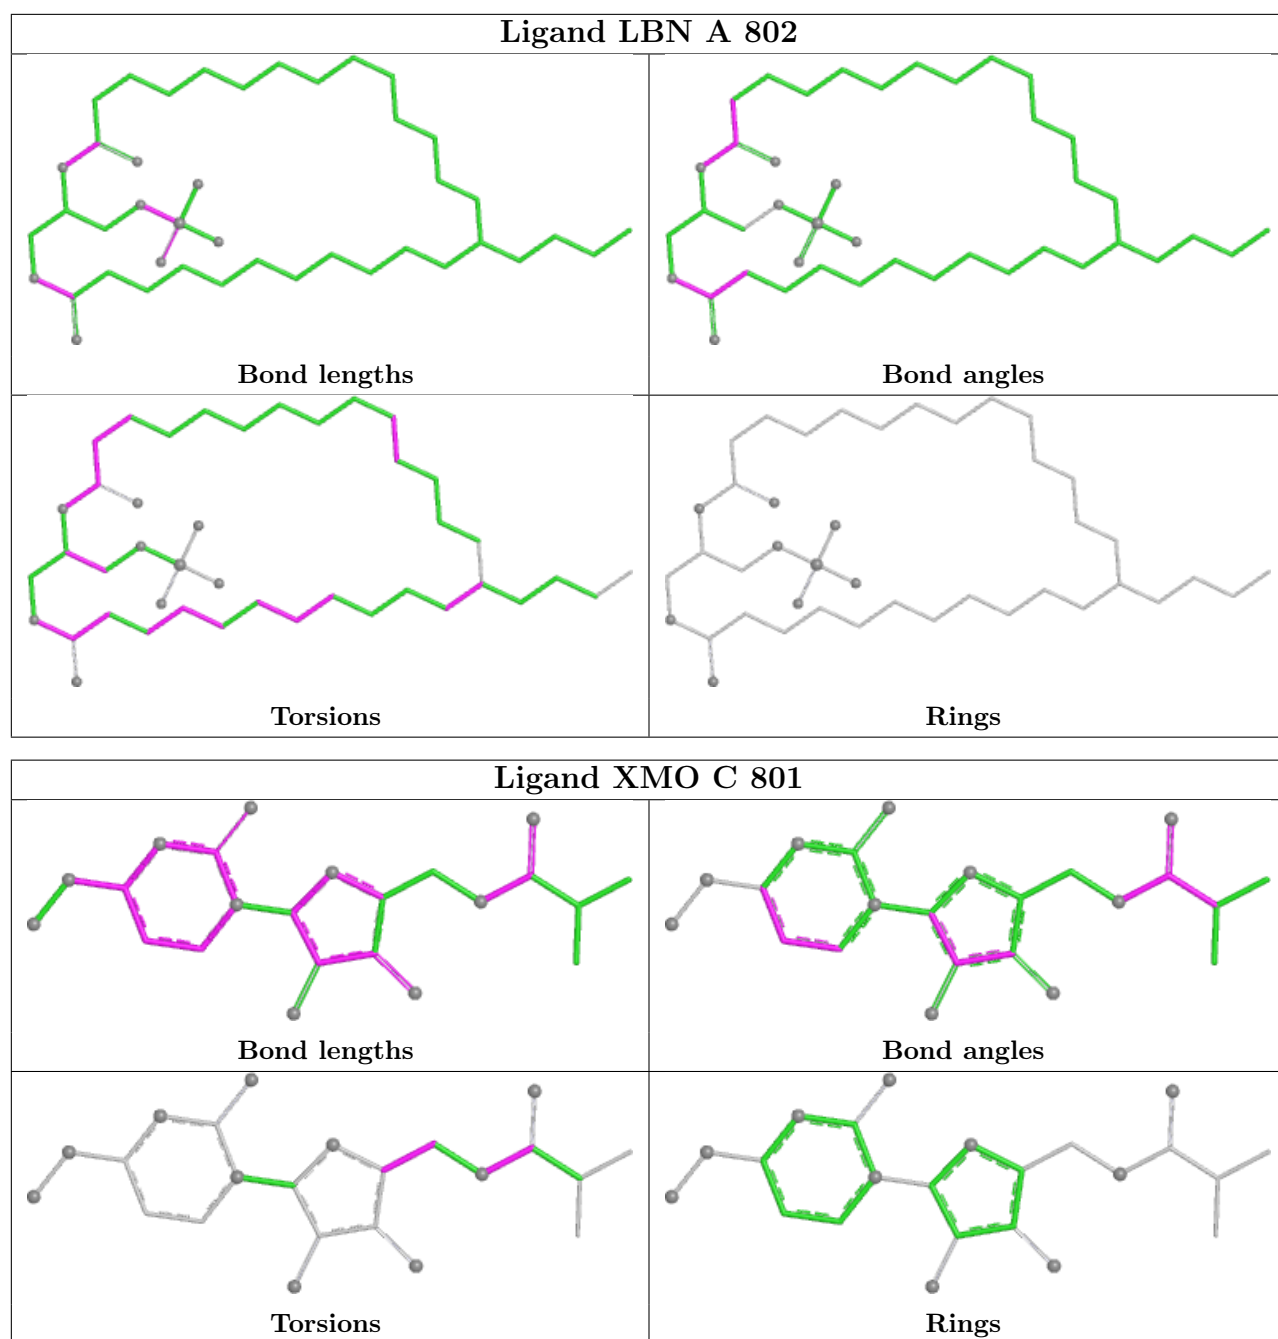 Ligand LBN A 802
Bond lengths
Bond angles
Torsions
Rings
Ligand XMO C 801
Bond lengths
Bond angles
Torsions
Rings